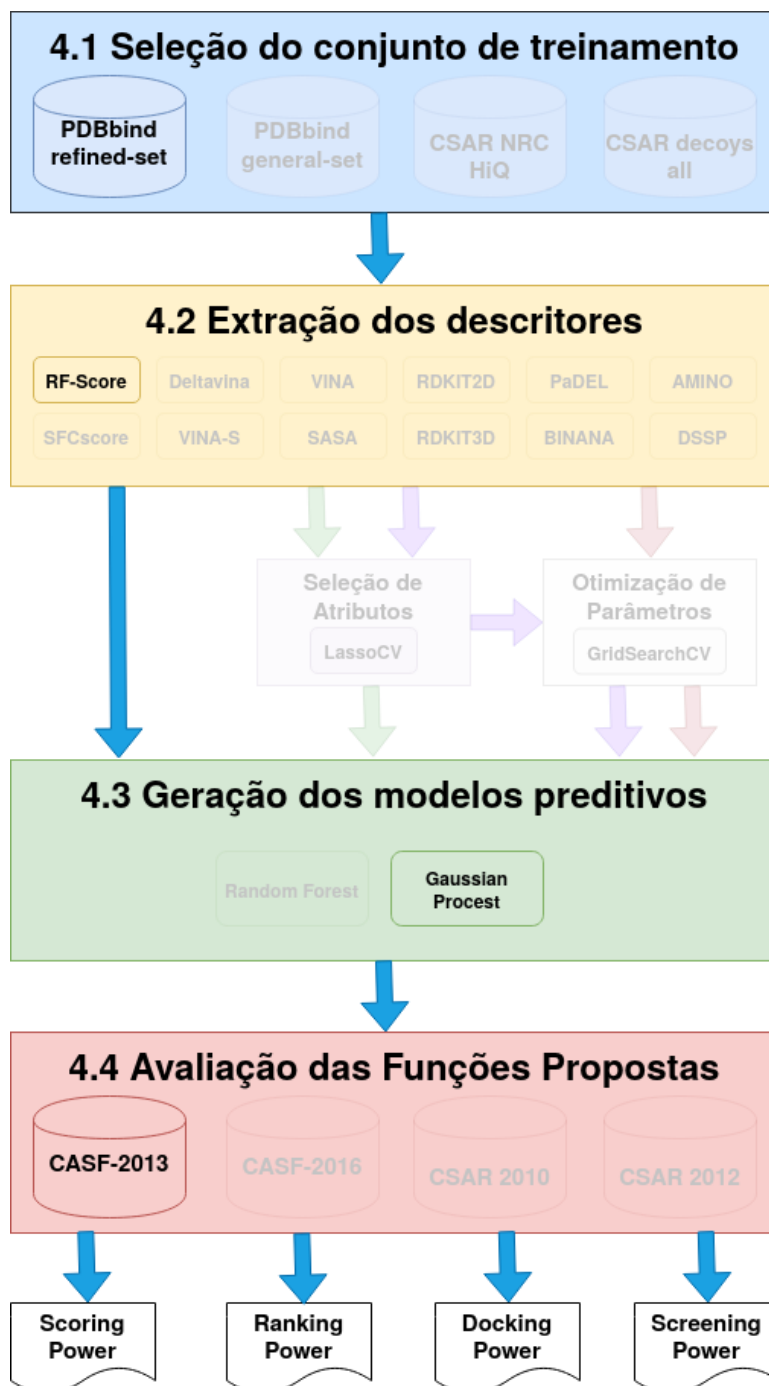 4.1 Seleção do conjunto de treinamento
PDBbind
refined-set
PDBbind
general-set
CSAR NRC
HiQ
CSAR decoys
all
4.2 Extração dos descritores
RF-Score
Deltavina
VINA
RDKIT2D
PaDEL
AMINO
SFCscore
VINA-S
SASA
RDKIT3D
BINANA
DSSP
Seleção de
Atributos
LassoCV
Otimização de
Parâmetros
GridSearchCV
4.3 Geração dos modelos preditivos
Random Forest
Gaussian
Procest
4.4 Avaliação das Funções Propostas
CASF-2013
CASF-2016
CSAR 2010
CSAR 2012
Scoring
Power
Ranking
Power
Docking
Power
Screening
Power